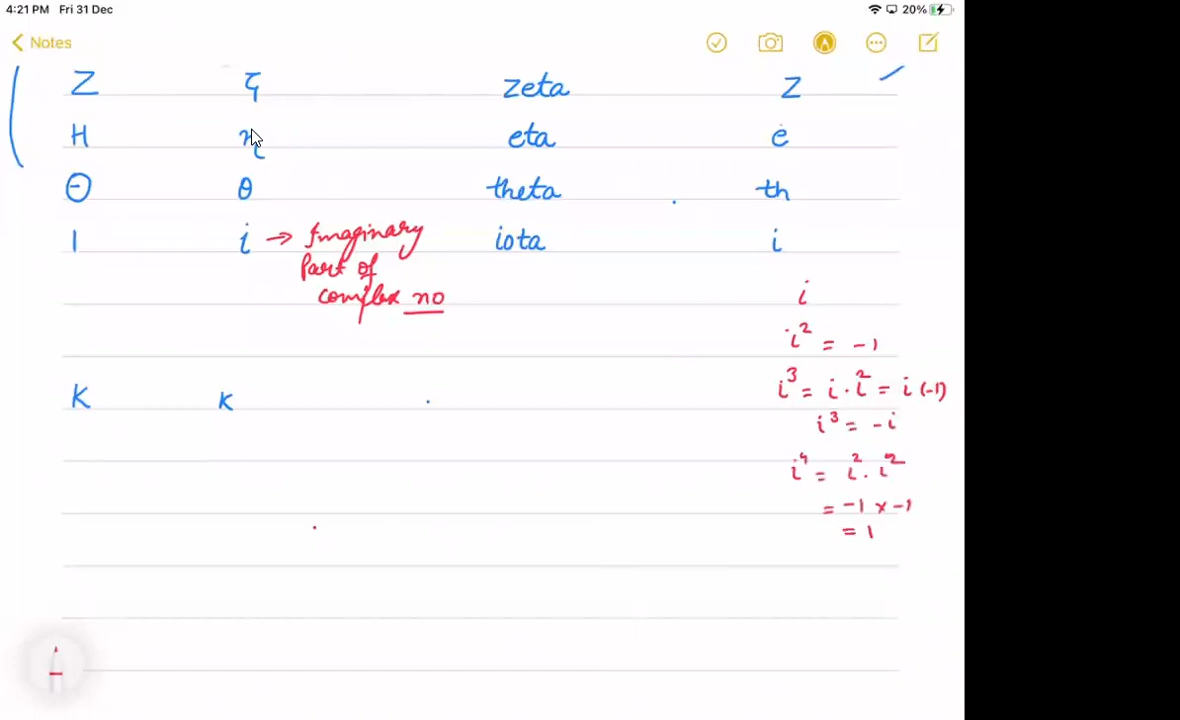 4:21 PM Fri 31 Dec 20%
Notes
Z ζ zeta z
H η eta e
Θ θ theta th
I i → Imaginary iota i
Part of
complex no
i
i² = -1
K κ
i³ = i · i² = i (-1)
i³ = -i
i⁴ = i² · i²
= -1 × -1
= 1